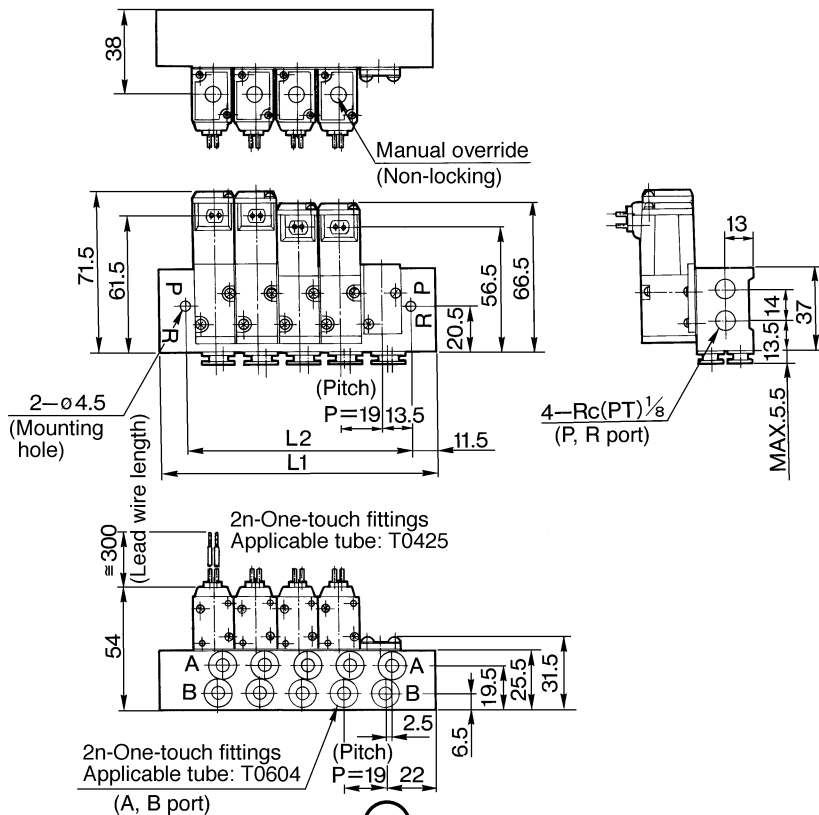 38
Manual override
(Non-locking)
71.5
61.5
P
R
P
R
20.5
56.5
66.5
13
14
13.5
37
MAX.5.5
2–ø4.5
(Mounting
hole)
(Pitch)
P=19
13.5
11.5
L2
L1
4–Rc(PT) 1/8
(P, R port)
≅300
(Lead wire length)
2n-One-touch fittings
Applicable tube: T0425
54
A
A
B
B
19.5
25.5
31.5
6.5
2.5
2n-One-touch fittings
Applicable tube: T0604
(A, B port)
(Pitch)
P=19
22